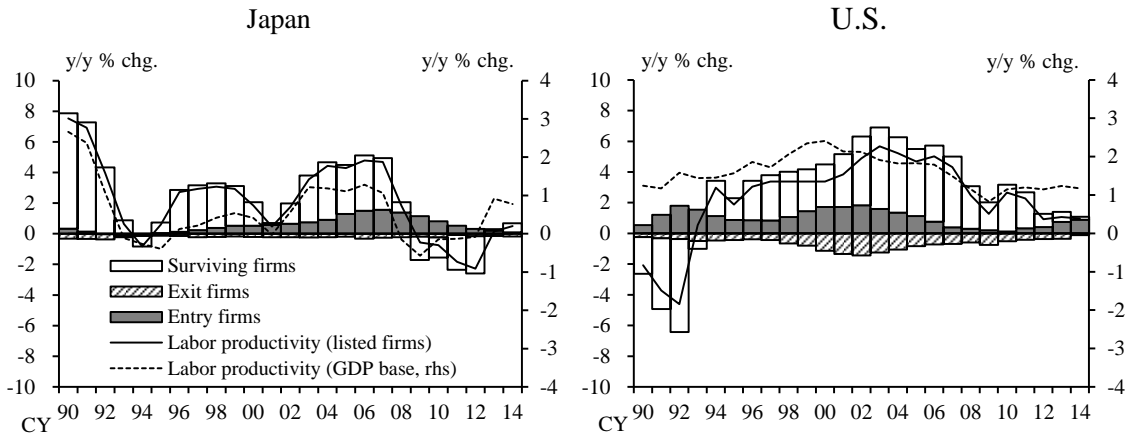 Japan
y/y % chg.
y/y % chg.
10
8
6
4
2
0
-2
-4
-6
-8
-10
4
3
2
1
0
-1
-2
-3
-4
Surviving firms
Exit firms
Entry firms
Labor productivity (listed firms)
Labor productivity (GDP base, rhs)
90 92 94 96 98 00 02 04 06 08 10 12 14
CY
U.S.
y/y % chg.
y/y % chg.
10
8
6
4
2
0
-2
-4
-6
-8
-10
4
3
2
1
0
-1
-2
-3
-4
90 92 94 96 98 00 02 04 06 08 10 12 14
CY